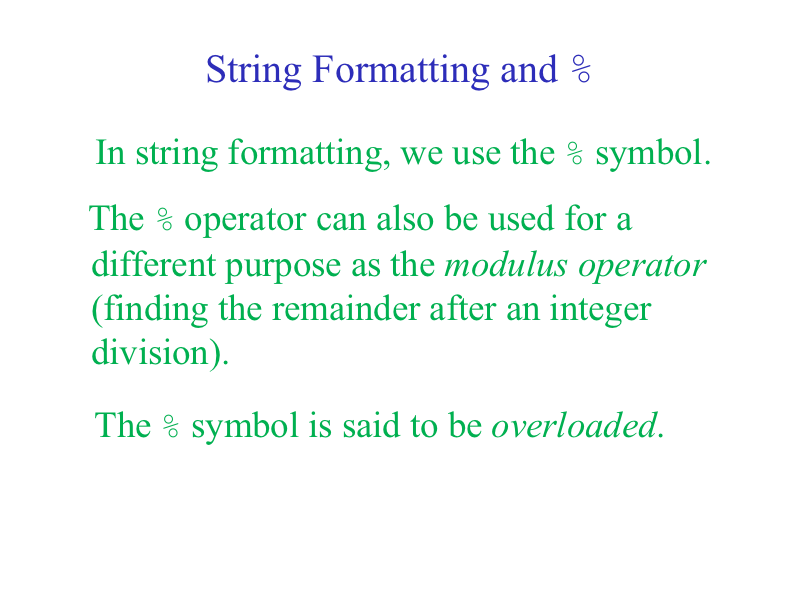 String Formatting and %
In string formatting, we use the % symbol.
The % operator can also be used for a
different purpose as the modulus operator
(finding the remainder after an integer
division).
The % symbol is said to be overloaded.